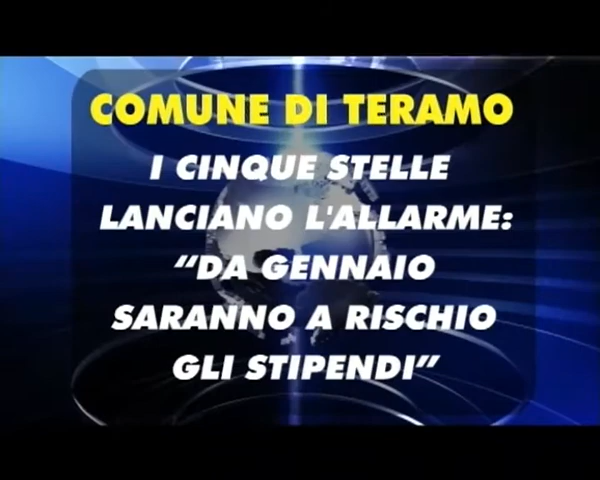 COMUNE DI TERAMO
I CINQUE STELLE
LANCIANO L'ALLARME:
“DA GENNAIO
SARANNO A RISCHIO
GLI STIPENDI”